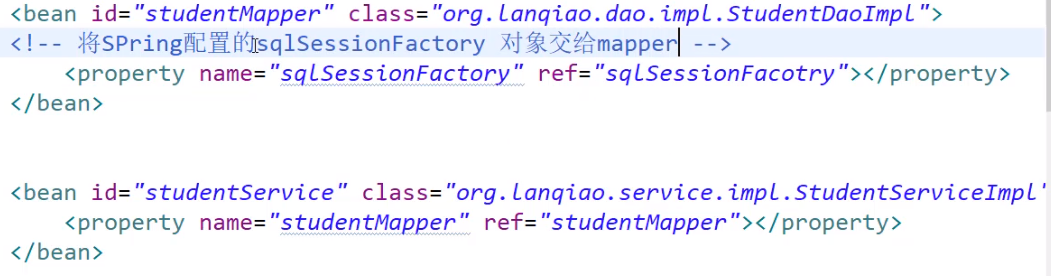 <bean id="studentMapper" class="org.lanqiao.dao.impl.StudentDaoImpl">
<!-- 将SPring配置的sqlSessionFactory 对象交给mapper -->
<property name="sqlSessionFactory" ref="sqlSessionFacotry"></property>
</bean>
<bean id="studentService" class="org.lanqiao.service.impl.StudentServiceImpl"
<property name="studentMapper" ref="studentMapper"></property>
</bean>